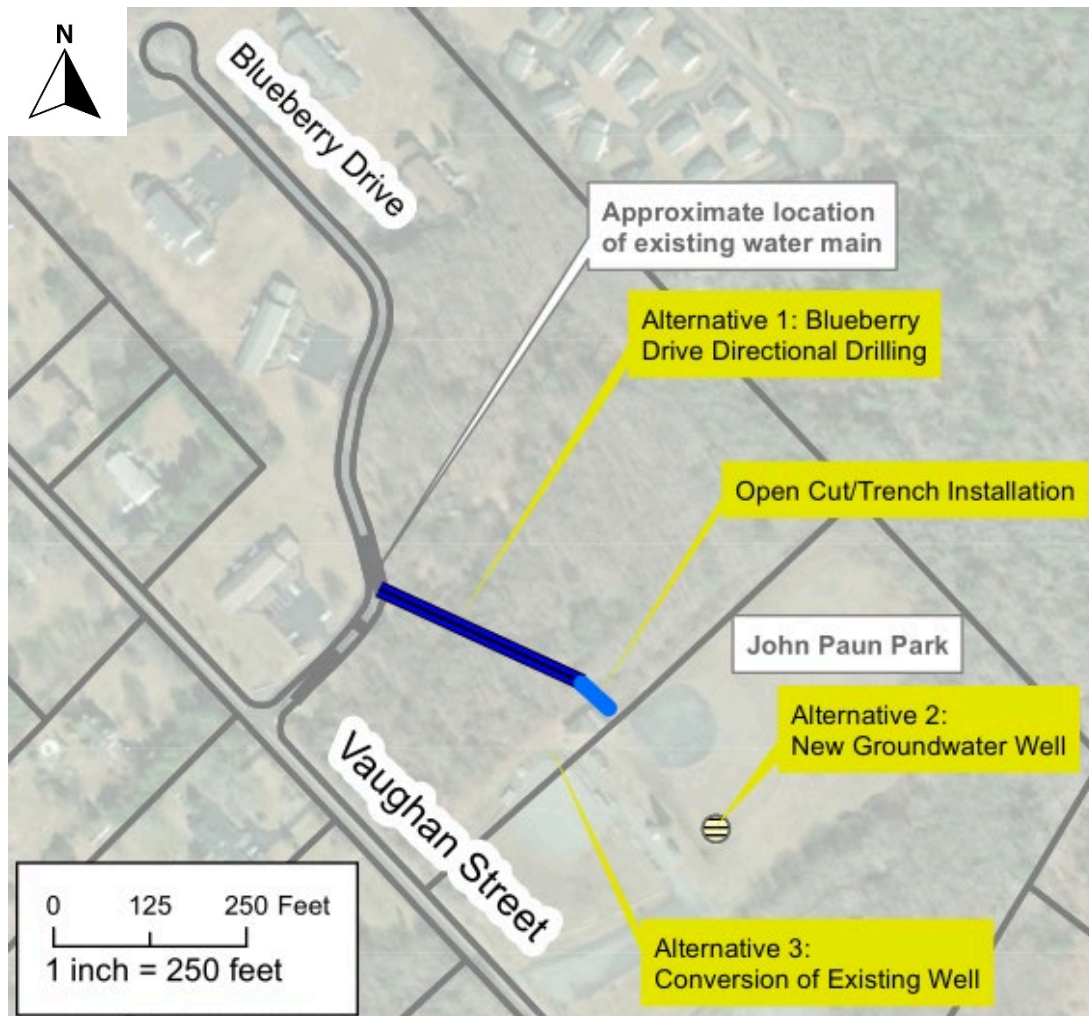 N
Blueberry Drive
Approximate location
of existing water main
Alternative 1: Blueberry
Drive Directional Drilling
Open Cut/Trench Installation
John Paun Park
Alternative 2:
New Groundwater Well
Vaughan Street
Alternative 3:
Conversion of Existing Well
0 125 250 Feet
1 inch = 250 feet